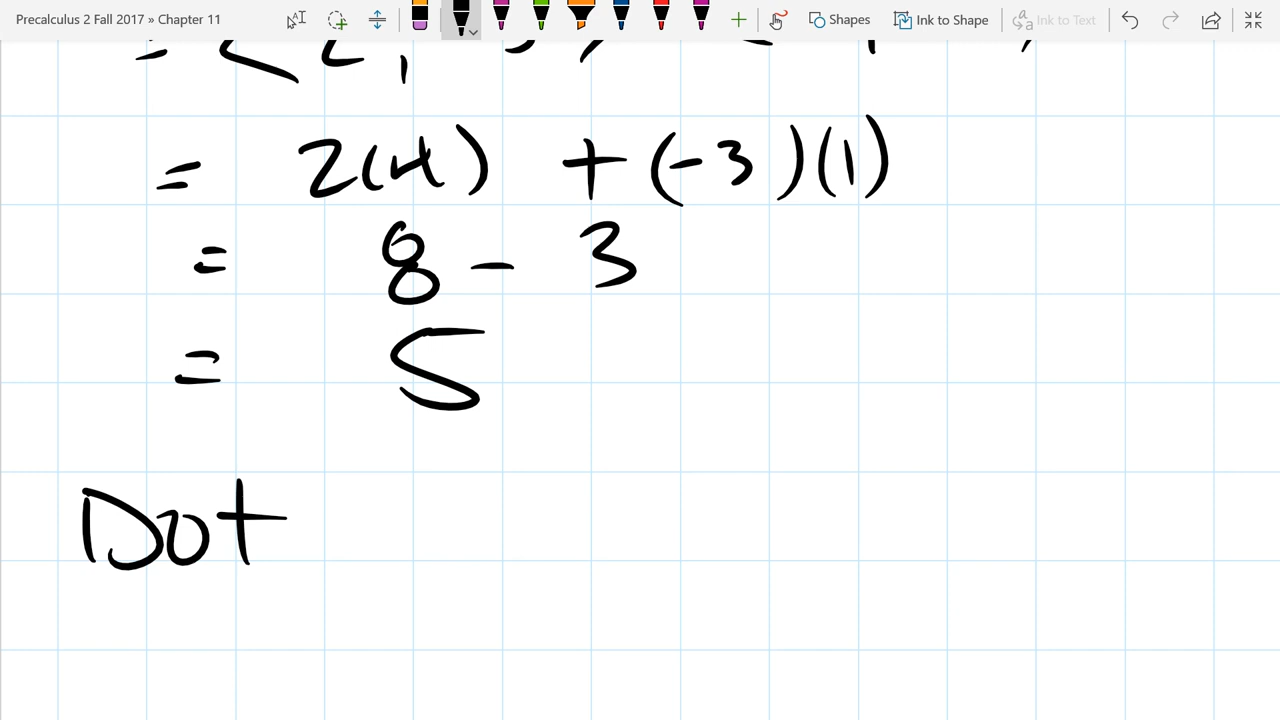 Precalculus 2 Fall 2017 » Chapter 11
Shapes
Ink to Shape
Ink to Text
= 2(4) + (-3)(1)
= 8 - 3
= 5
Dot